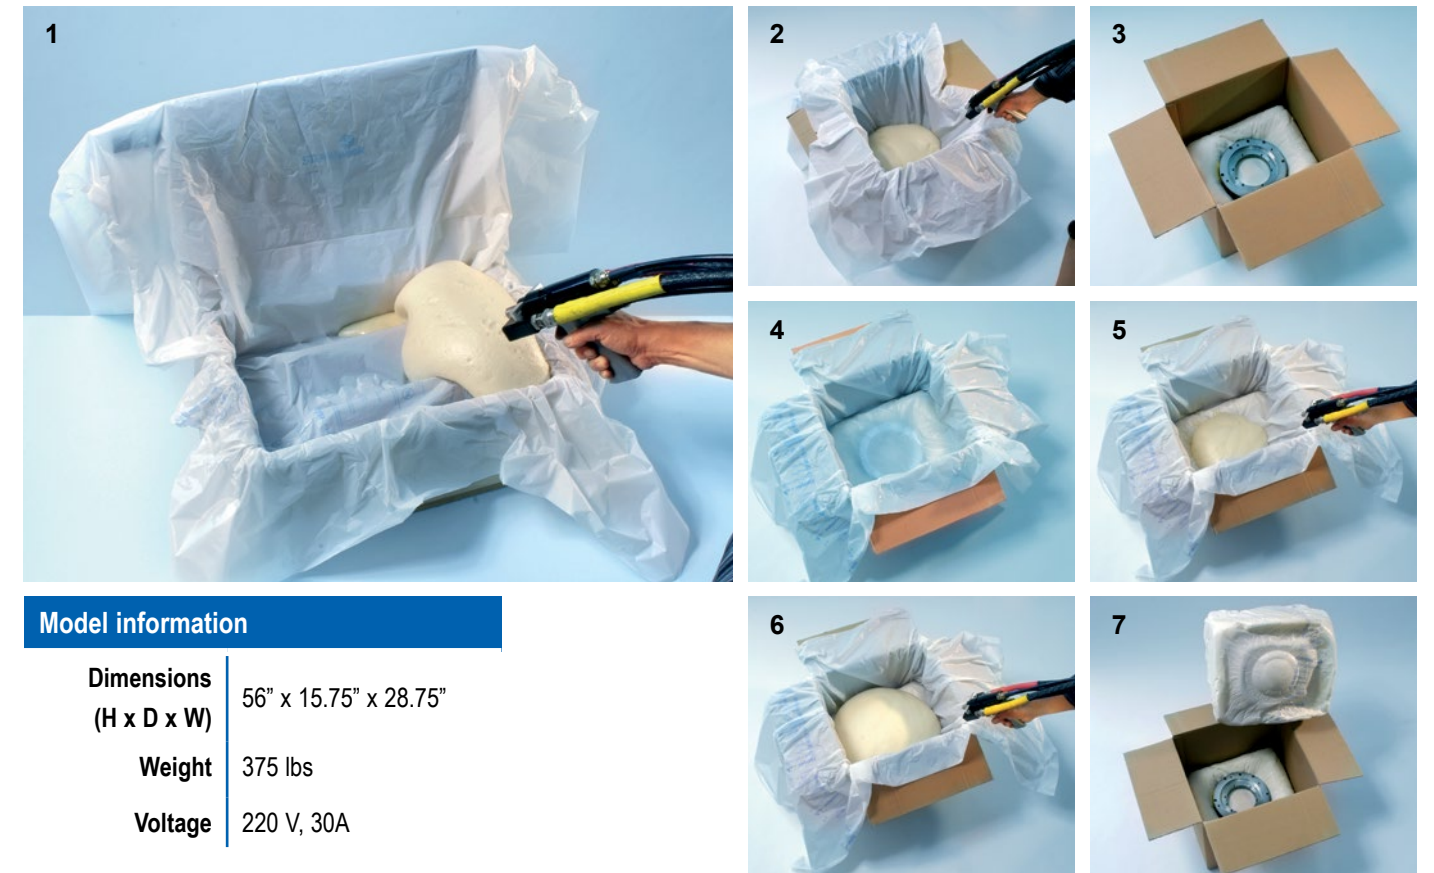 1
2
3
4
5
6
7
Model information
Dimensions
(H x D x W)
56” x 15.75” x 28.75”
Weight
375 lbs
Voltage
220 V, 30A